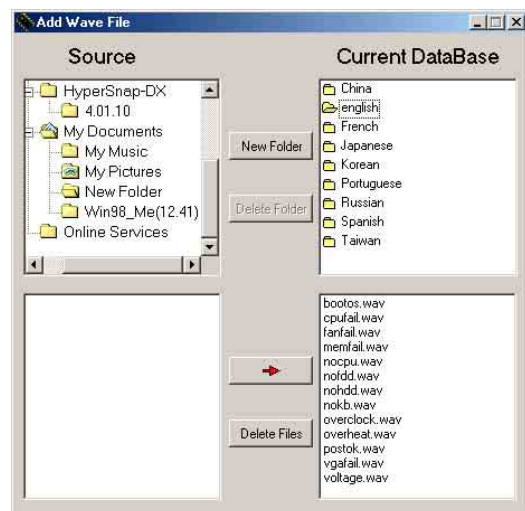 Add Wave File
Source
Current DataBase
HyperSnap-DX
4.01.10
My Documents
My Music
My Pictures
New Folder
Win98_Me(12.41)
Online Services
New Folder
Delete Folder
China
english
French
Japanese
Korean
Portuguese
Russian
Spanish
Taiwan
Delete Files
bootos.wav
cpufail.wav
fanfail.wav
memfail.wav
nocpu.wav
nofdd.wav
nohdd.wav
nokb.wav
overclock.wav
overheat.wav
postok.wav
vgafail.wav
voltage.wav